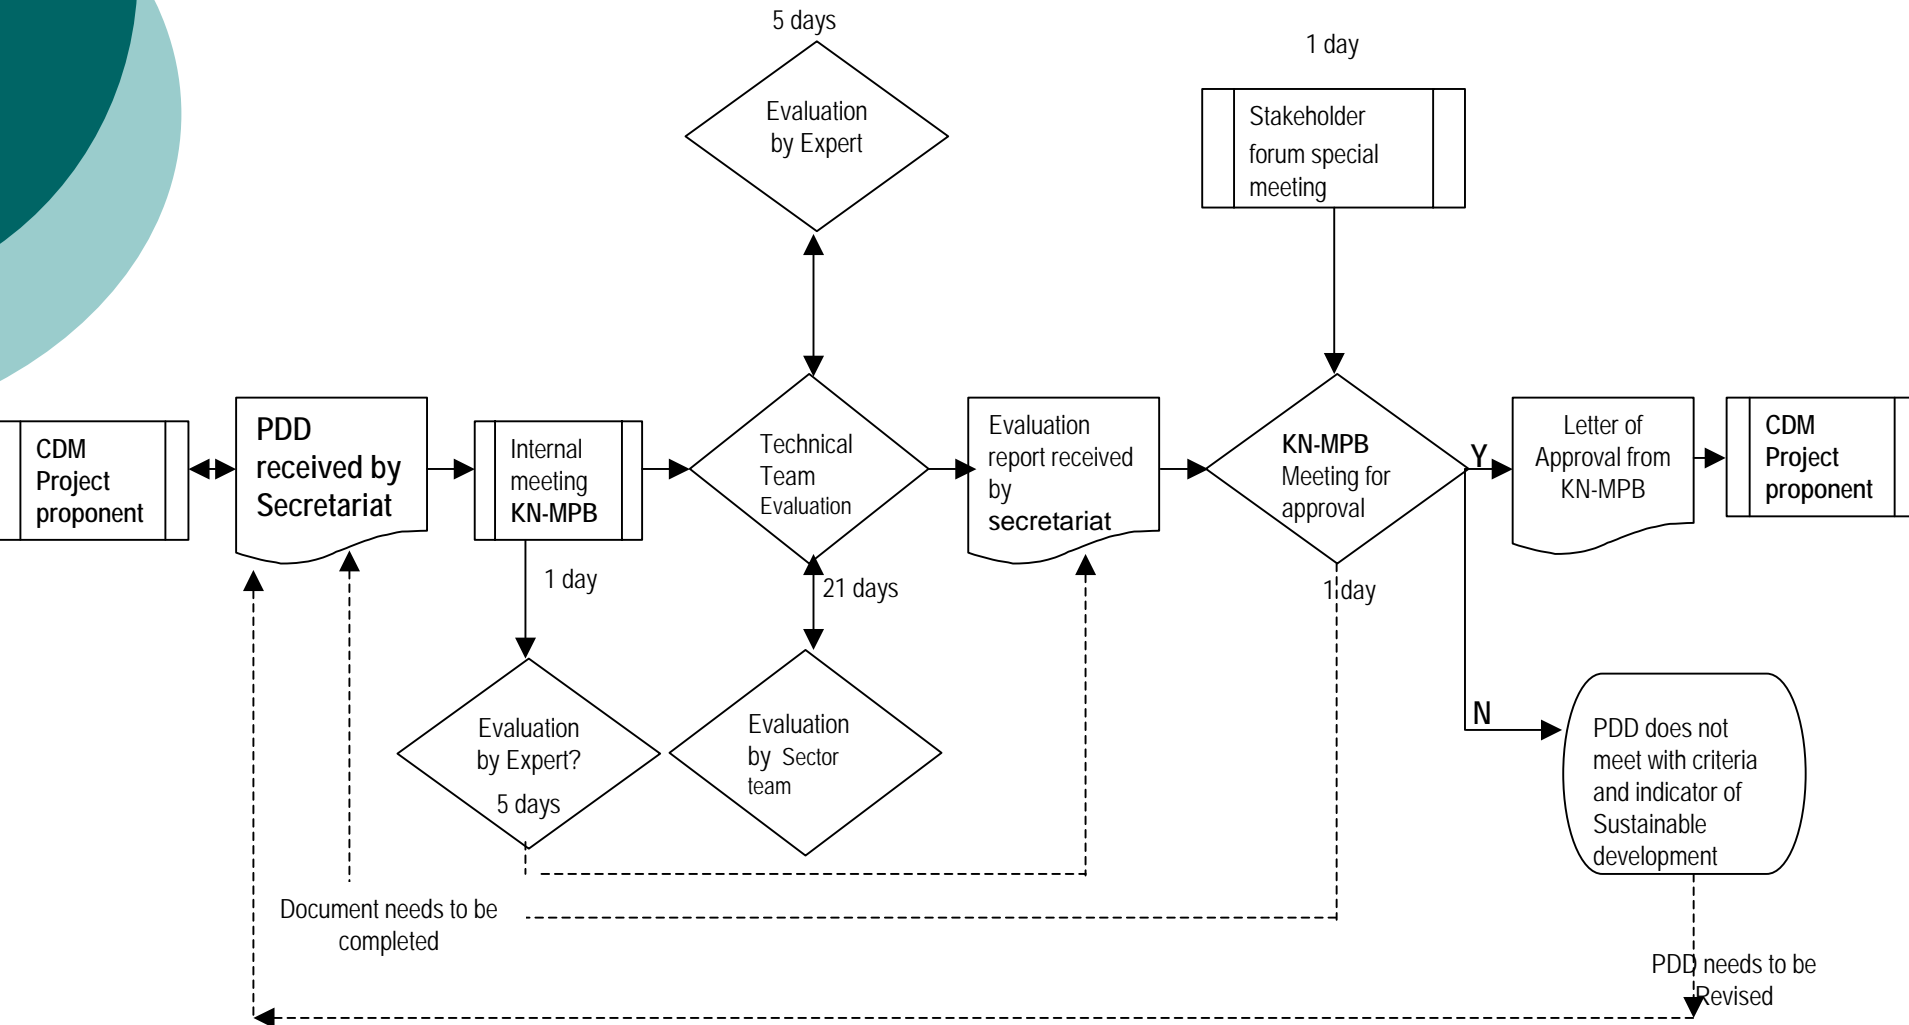 5 days
1 day
Evaluation
by Expert
Stakeholder
forum special
meeting
CDM
Project
proponent
PDD
received by
Secretariat
Internal
meeting
KN-MPB
Technical
Team
Evaluation
Evaluation
report received
by
secretariat
KN-MPB
Meeting for
approval
Y
Letter of
Approval from
KN-MPB
CDM
Project
proponent
1 day
21 days
1 day
Evaluation
by Expert?
5 days
Evaluation
by Sector
team
N
PDD does not
meet with criteria
and indicator of
Sustainable
development
Document needs to be
completed
PDD needs to be
Revised